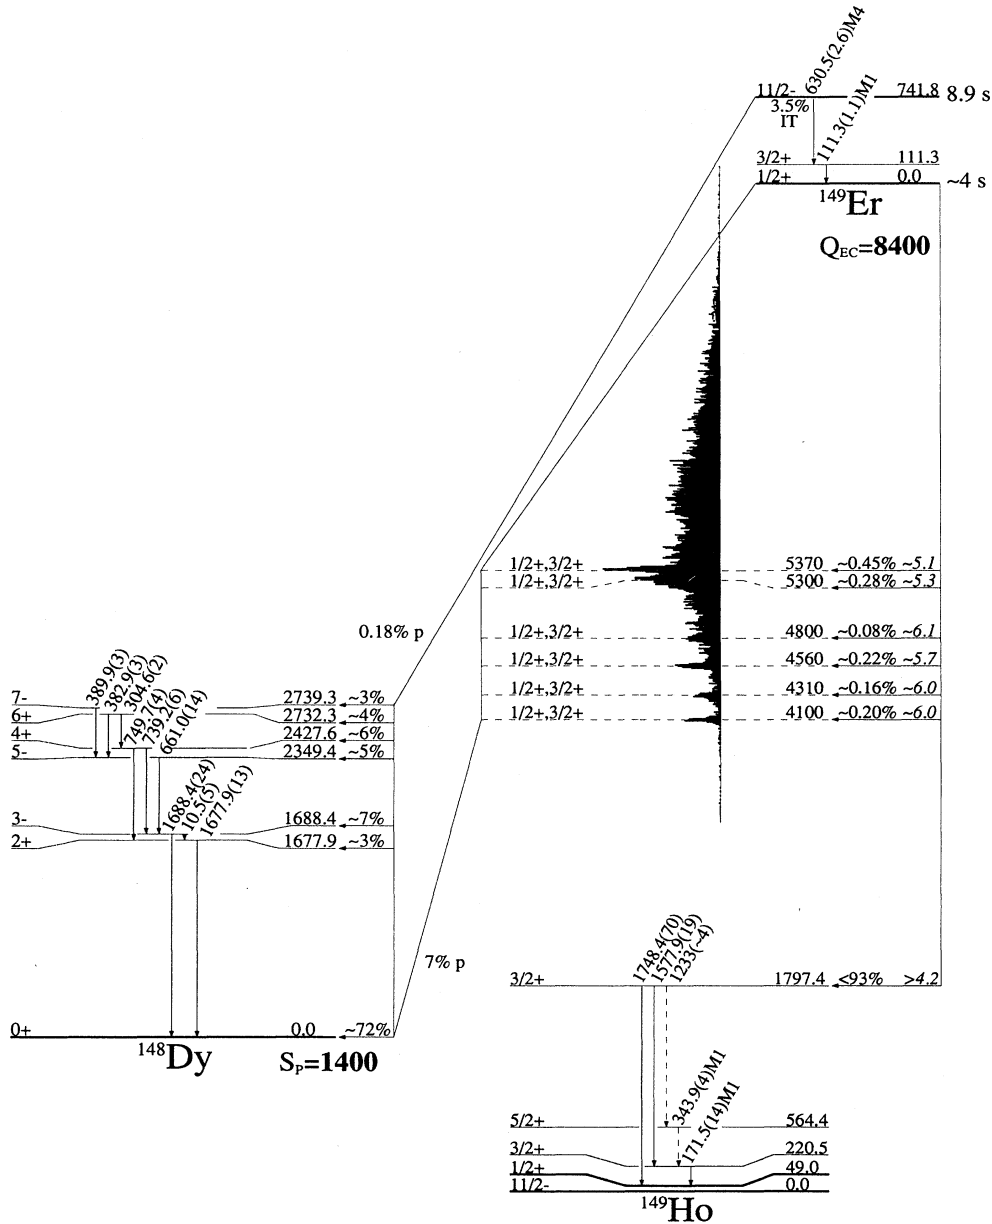 630.5(2.6)M4
11/2- 741.8 8.9 s
3.5%
IT
111.3(1.1)M1
3/2+ 111.3
1/2+ 0.0 ~4 s
149Er
QEC=8400
1/2+,3/2+ 5370 ~0.45% ~5.1
1/2+,3/2+ 5300 ~0.28% ~5.3
1/2+,3/2+ 4800 ~0.08% ~6.1
1/2+,3/2+ 4560 ~0.22% ~5.7
1/2+,3/2+ 4310 ~0.16% ~6.0
1/2+,3/2+ 4100 ~0.20% ~6.0
0.18% p
389.9(3)
382.9(3)
304.6(2)
749.7(4)
739.2(6)
661.0(14)
7- 2739.3 ~3%
6+ 2732.3 ~4%
4+ 2427.6 ~6%
5- 2349.4 ~5%
1688.4(24)
10.5(5)
1677.9(13)
3- 1688.4 ~7%
2+ 1677.9 ~3%
7% p
0+ 0.0 ~72%
148Dy
SP=1400
1748.4(70)
1577.9(19)
1233(~4)
3/2+ 1797.4 <93% >4.2
343.9(4)M1
171.5(14)M1
5/2+ 564.4
3/2+ 220.5
1/2+ 49.0
11/2- 0.0
149Ho